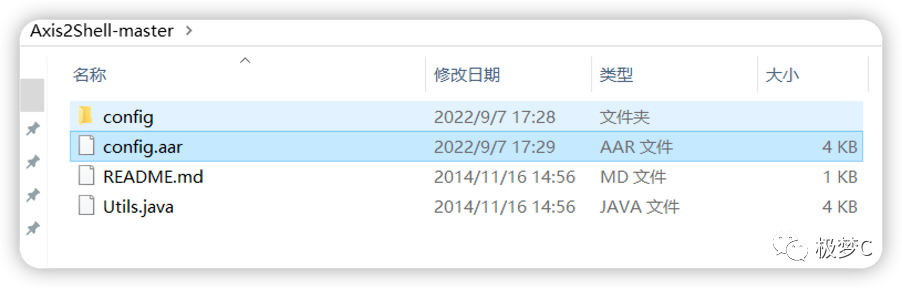 Axis2Shell-master >
名称 修改日期 类型 大小
config 2022/9/7 17:28 文件夹
config.aar 2022/9/7 17:29 AAR 文件 4 KB
README.md 2014/11/16 14:56 MD 文件 1 KB
Utils.java 2014/11/16 14:56 JAVA 文件 4 KB
极梦C